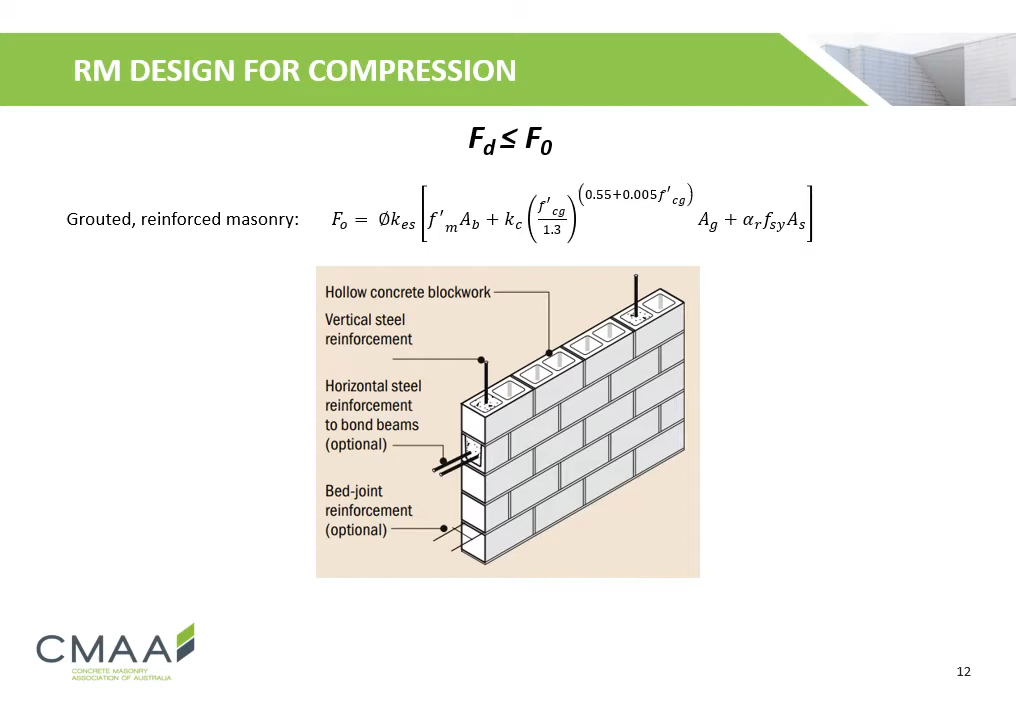 RM DESIGN FOR COMPRESSION
F_d ≤ F_0
Grouted, reinforced masonry: F_o = ∅k_es [f′_m A_b + k_c (f′_cg / 1.3)^(0.55+0.005f′_cg) A_g + α_r f_sy A_s]
Hollow concrete blockwork
Vertical steel
reinforcement
Horizontal steel
reinforcement
to bond beams
(optional)
Bed-joint
reinforcement
(optional)
CMAA
CONCRETE MASONRY
ASSOCIATION OF AUSTRALIA
12